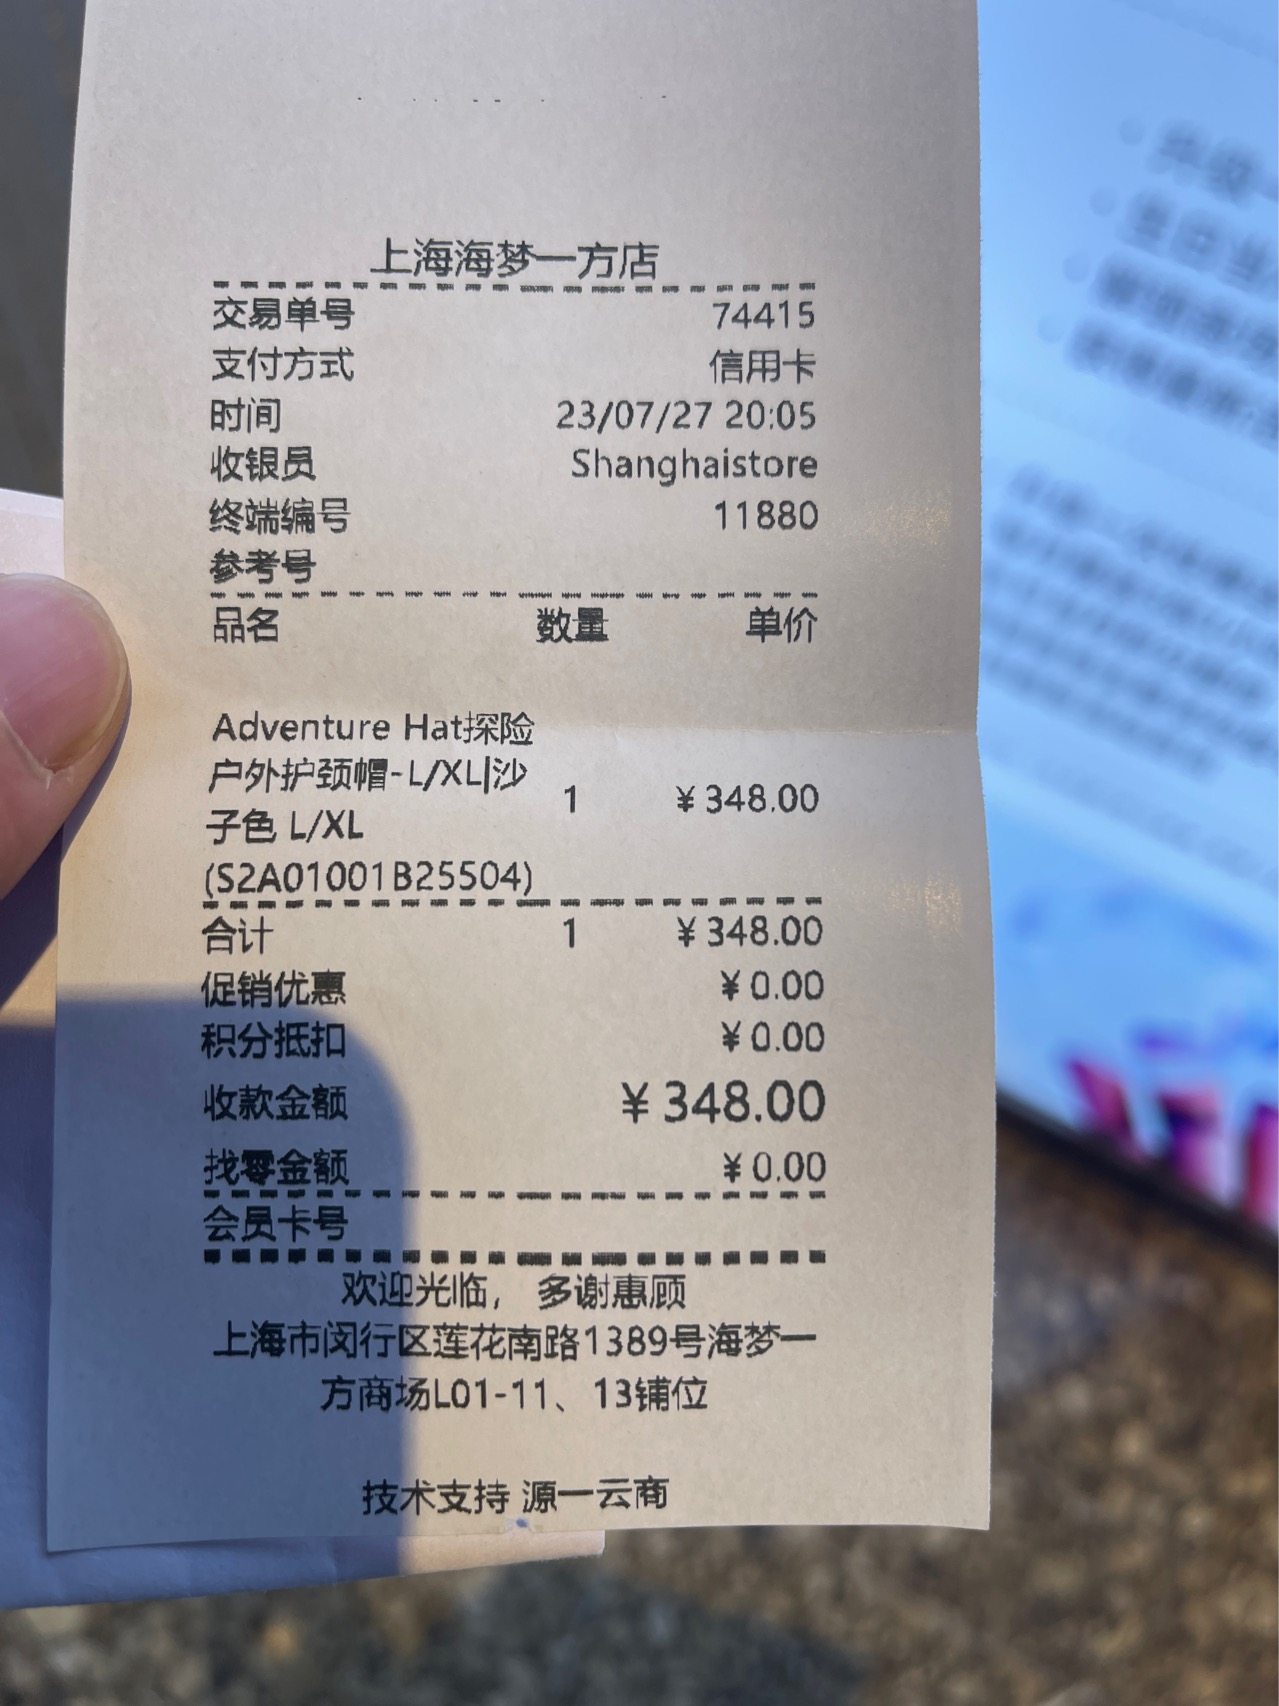 上海海梦一方店
交易单号 74415
支付方式 信用卡
时间 23/07/27 20:05
收银员 Shanghaistore
终端编号 11880
参考号
品名 数量 单价
Adventure Hat探险
户外护颈帽-L/XL|沙
1 ¥348.00
子色 L/XL
(S2A01001B25504)
合计 1 ¥348.00
促销优惠 ¥0.00
积分抵扣 ¥0.00
收款金额 ¥348.00
找零金额 ¥0.00
会员卡号
欢迎光临，多谢惠顾
上海市闵行区莲花南路1389号海梦一
方商场L01-11、13铺位
技术支持 源一云商